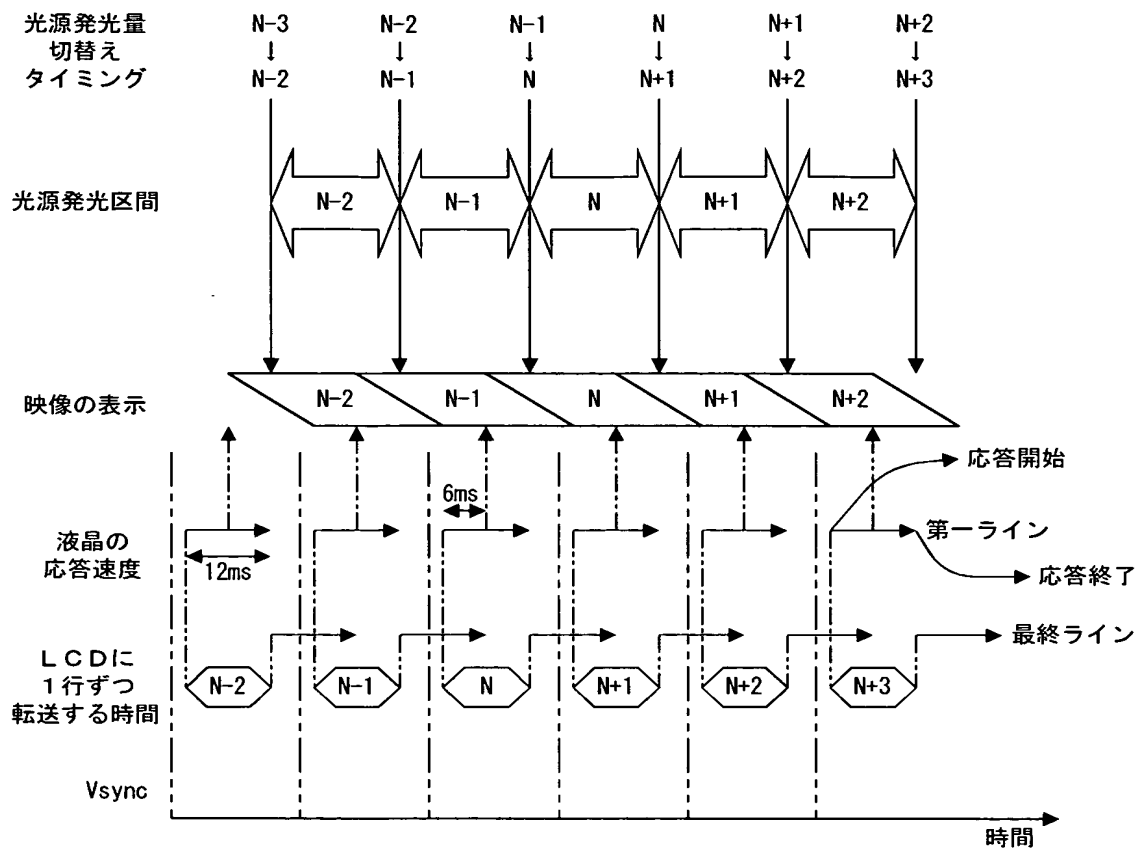 光源発光量
切替え
タイミング
N-3 N-2 N-1 N N+1 N+2
↓ ↓ ↓ ↓ ↓ ↓
N-2 N-1 N N+1 N+2 N+3
光源発光区間
N-2 N-1 N N+1 N+2
映像の表示
N-2 N-1 N N+1 N+2
応答開始
6ms
液晶の
応答速度
第一ライン
12ms
応答終了
最終ライン
LCDに
1行ずつ
転送する時間
N-2 N-1 N N+1 N+2 N+3
Vsync
時間